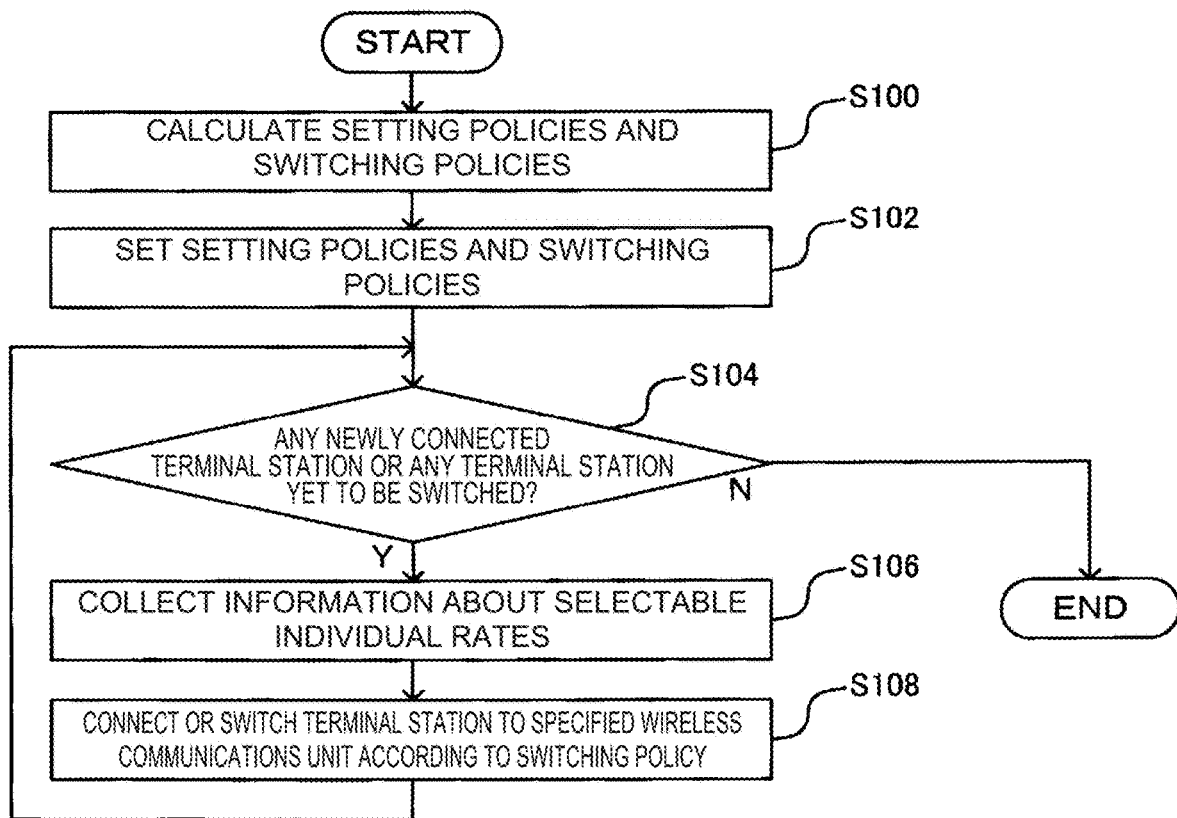 START
S100
CALCULATE SETTING POLICIES AND
SWITCHING POLICIES
S102
SET SETTING POLICIES AND SWITCHING
POLICIES
S104
ANY NEWLY CONNECTED
TERMINAL STATION OR ANY TERMINAL STATION
YET TO BE SWITCHED?
N
Y
S106
COLLECT INFORMATION ABOUT SELECTABLE
INDIVIDUAL RATES
END
S108
CONNECT OR SWITCH TERMINAL STATION TO SPECIFIED WIRELESS
COMMUNICATIONS UNIT ACCORDING TO SWITCHING POLICY